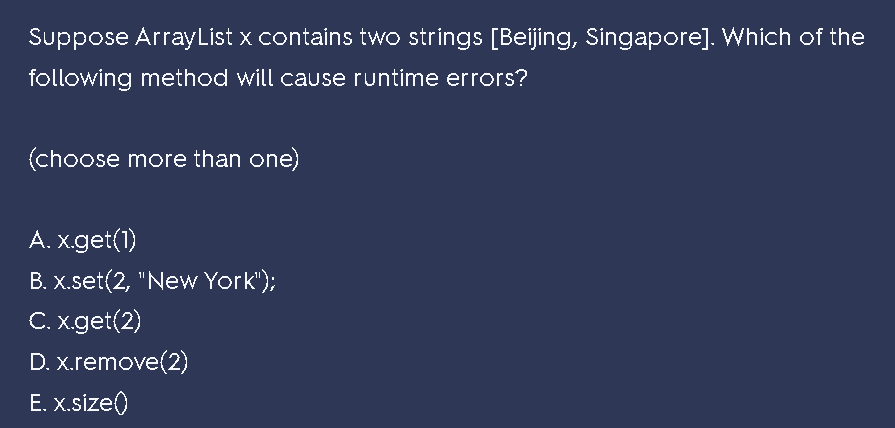 Suppose ArrayList x contains two strings [Beijing, Singapore]. Which of the
following method will cause runtime errors?
(choose more than one)
A. x.get(1)
B. x.set(2, "New York");
C. x.get(2)
D. x.remove(2)
E. x.size()